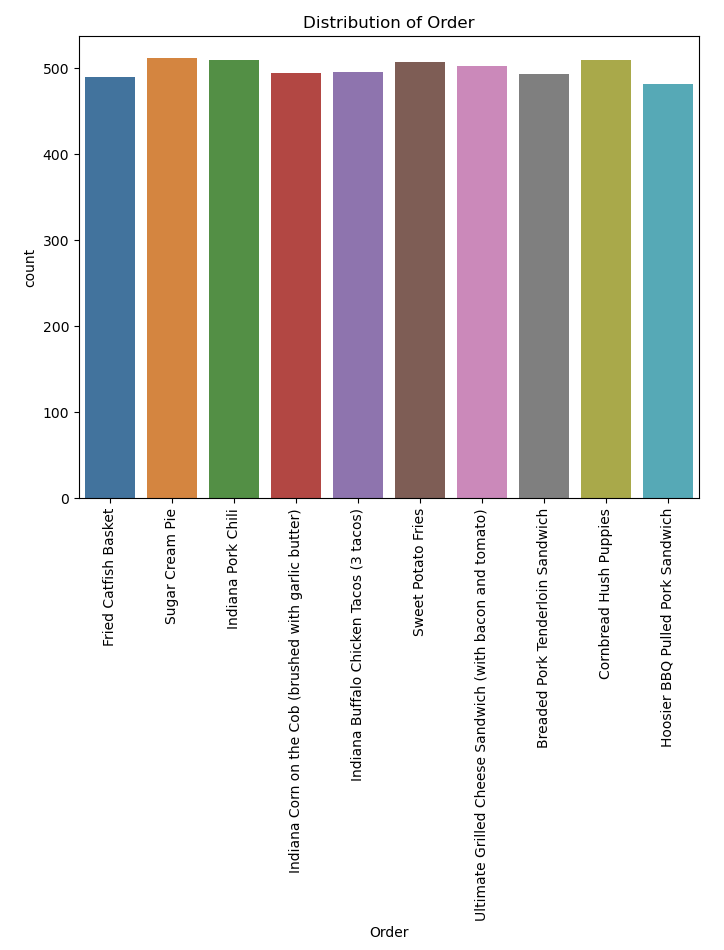 Distribution of Order
count
500
400
300
200
100
0
Fried Catfish Basket
Sugar Cream Pie
Indiana Pork Chili
Indiana Corn on the Cob (brushed with garlic butter)
Indiana Buffalo Chicken Tacos (3 tacos)
Sweet Potato Fries
Ultimate Grilled Cheese Sandwich (with bacon and tomato)
Breaded Pork Tenderloin Sandwich
Cornbread Hush Puppies
Hoosier BBQ Pulled Pork Sandwich
Order